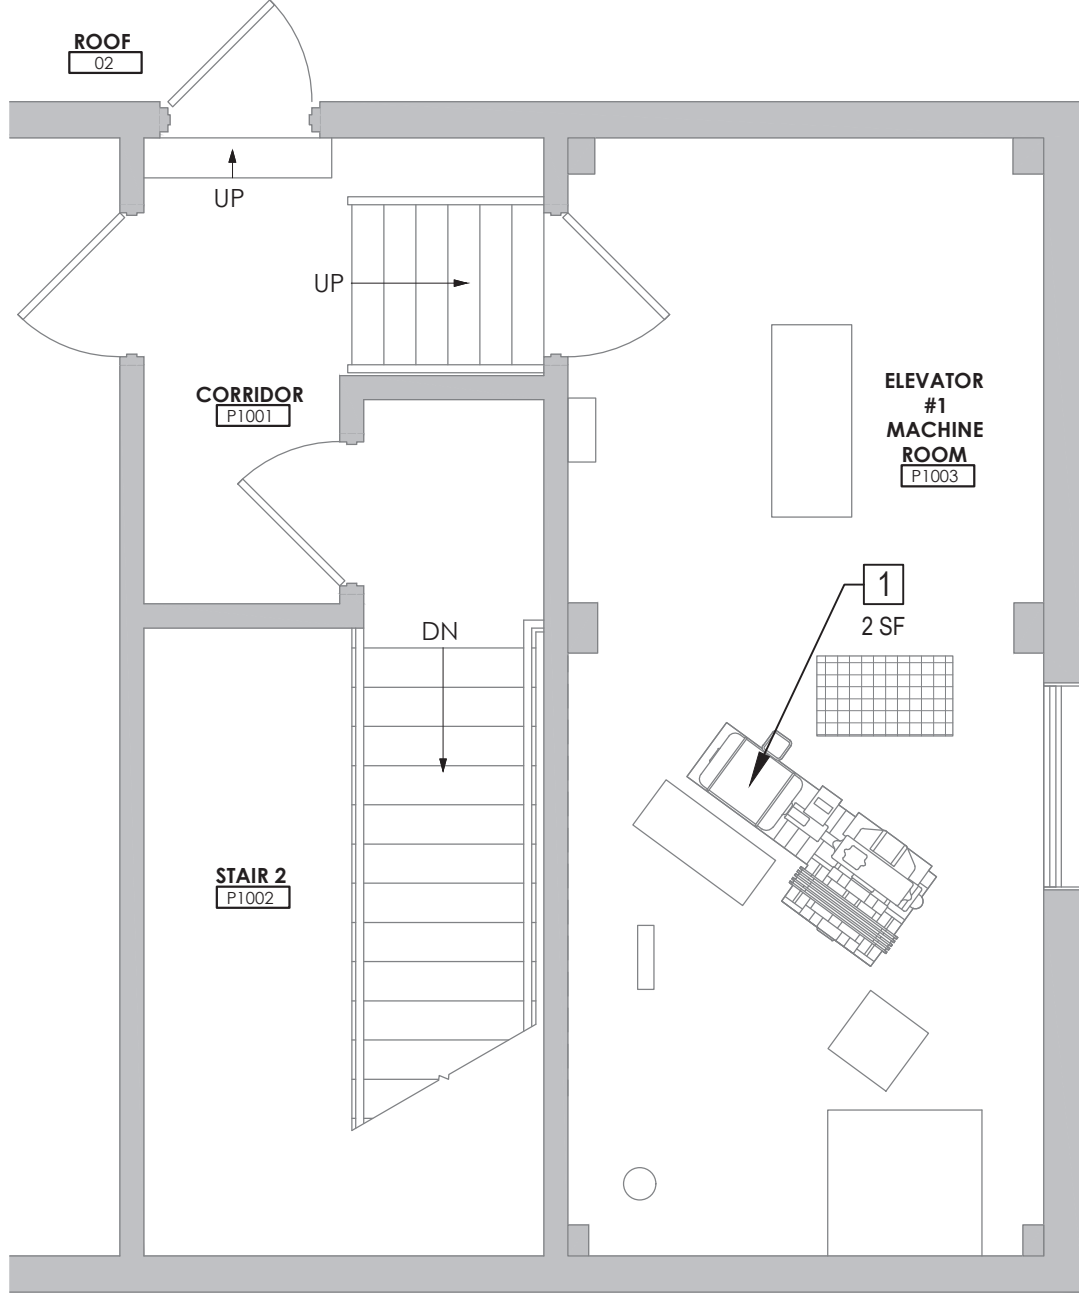 ROOF
02
UP
UP
CORRIDOR
P1001
ELEVATOR
#1
MACHINE
ROOM
P1003
1
2 SF
DN
STAIR 2
P1002